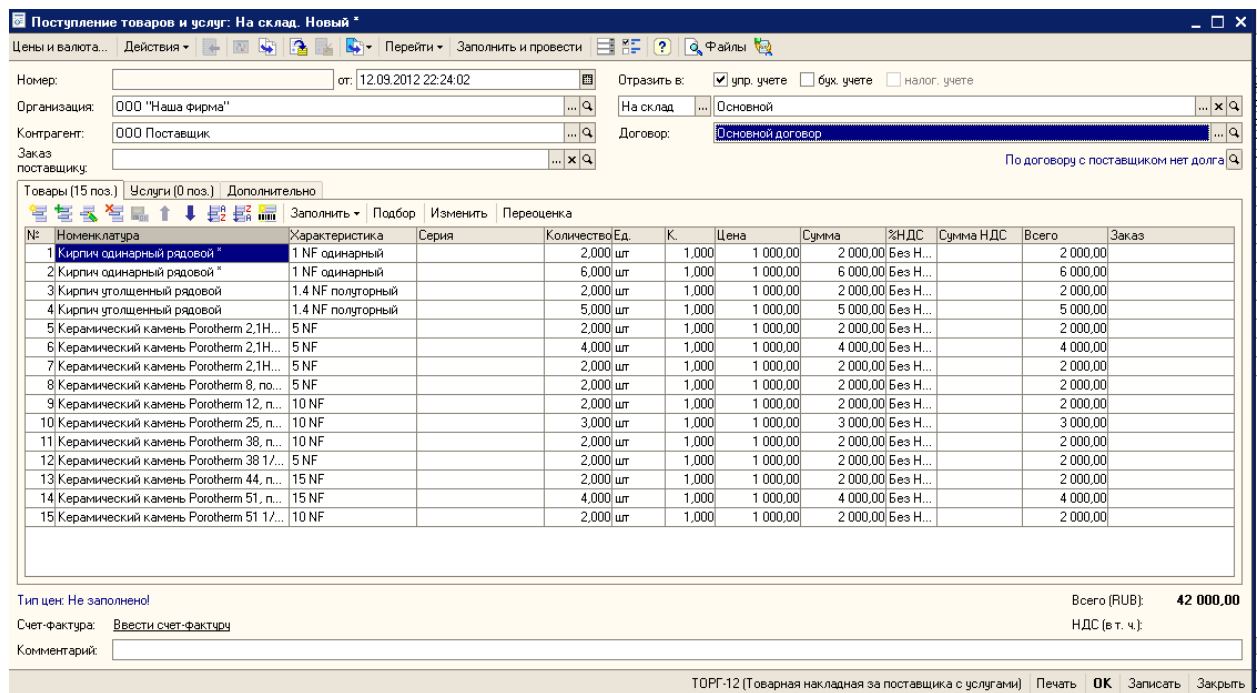 Поступление товаров и услуг: На склад. Новый *
Цены и валюта... Действия Перейти Заполнить и провести Файлы
Номер: от: 12.09.2012 22:24:02 Отразить в: упр. учете бух. учете налог. учете
Организация: ООО "Наша фирма" На склад ... Основной
Контрагент: ООО Поставщик Договор: Основной договор
Заказ
поставщику: По договору с поставщиком нет долга
Товары (15 поз.) Услуги (0 поз.) Дополнительно
Заполнить Подбор Изменить Переоценка
№ Номенклатура Характеристика Серия Количество Ед. К. Цена Сумма %НДС Сумма НДС Всего Заказ
1 Кирпич одинарный рядовой * 1 NF одинарный 2,000 шт 1,000 1 000,00 2 000,00 Без Н... 2 000,00
2 Кирпич одинарный рядовой * 1 NF одинарный 6,000 шт 1,000 1 000,00 6 000,00 Без Н... 6 000,00
3 Кирпич утолщенный рядовой 1.4 NF полуторный 2,000 шт 1,000 1 000,00 2 000,00 Без Н... 2 000,00
4 Кирпич утолщенный рядовой 1.4 NF полуторный 5,000 шт 1,000 1 000,00 5 000,00 Без Н... 5 000,00
5 Керамический камень Porotherm 2,1Н... 5 NF 2,000 шт 1,000 1 000,00 2 000,00 Без Н... 2 000,00
6 Керамический камень Porotherm 2,1Н... 5 NF 4,000 шт 1,000 1 000,00 4 000,00 Без Н... 4 000,00
7 Керамический камень Porotherm 2,1Н... 5 NF 2,000 шт 1,000 1 000,00 2 000,00 Без Н... 2 000,00
8 Керамический камень Porotherm 8, по... 5 NF 2,000 шт 1,000 1 000,00 2 000,00 Без Н... 2 000,00
9 Керамический камень Porotherm 12, п... 10 NF 2,000 шт 1,000 1 000,00 2 000,00 Без Н... 2 000,00
10 Керамический камень Porotherm 25, п... 10 NF 3,000 шт 1,000 1 000,00 3 000,00 Без Н... 3 000,00
11 Керамический камень Porotherm 38, п... 10 NF 2,000 шт 1,000 1 000,00 2 000,00 Без Н... 2 000,00
12 Керамический камень Porotherm 38 1/... 5 NF 2,000 шт 1,000 1 000,00 2 000,00 Без Н... 2 000,00
13 Керамический камень Porotherm 44, п... 15 NF 2,000 шт 1,000 1 000,00 2 000,00 Без Н... 2 000,00
14 Керамический камень Porotherm 51, п... 15 NF 4,000 шт 1,000 1 000,00 4 000,00 Без Н... 4 000,00
15 Керамический камень Porotherm 51 1/... 10 NF 2,000 шт 1,000 1 000,00 2 000,00 Без Н... 2 000,00
Тип цен: Не заполнено! Всего (RUB): 42 000,00
Счет-фактура: Ввести счет-фактуру НДС (в т. ч.):
Комментарий:
ТОРГ-12 (Товарная накладная за поставщика с услугами) Печать OK Записать Закрыть